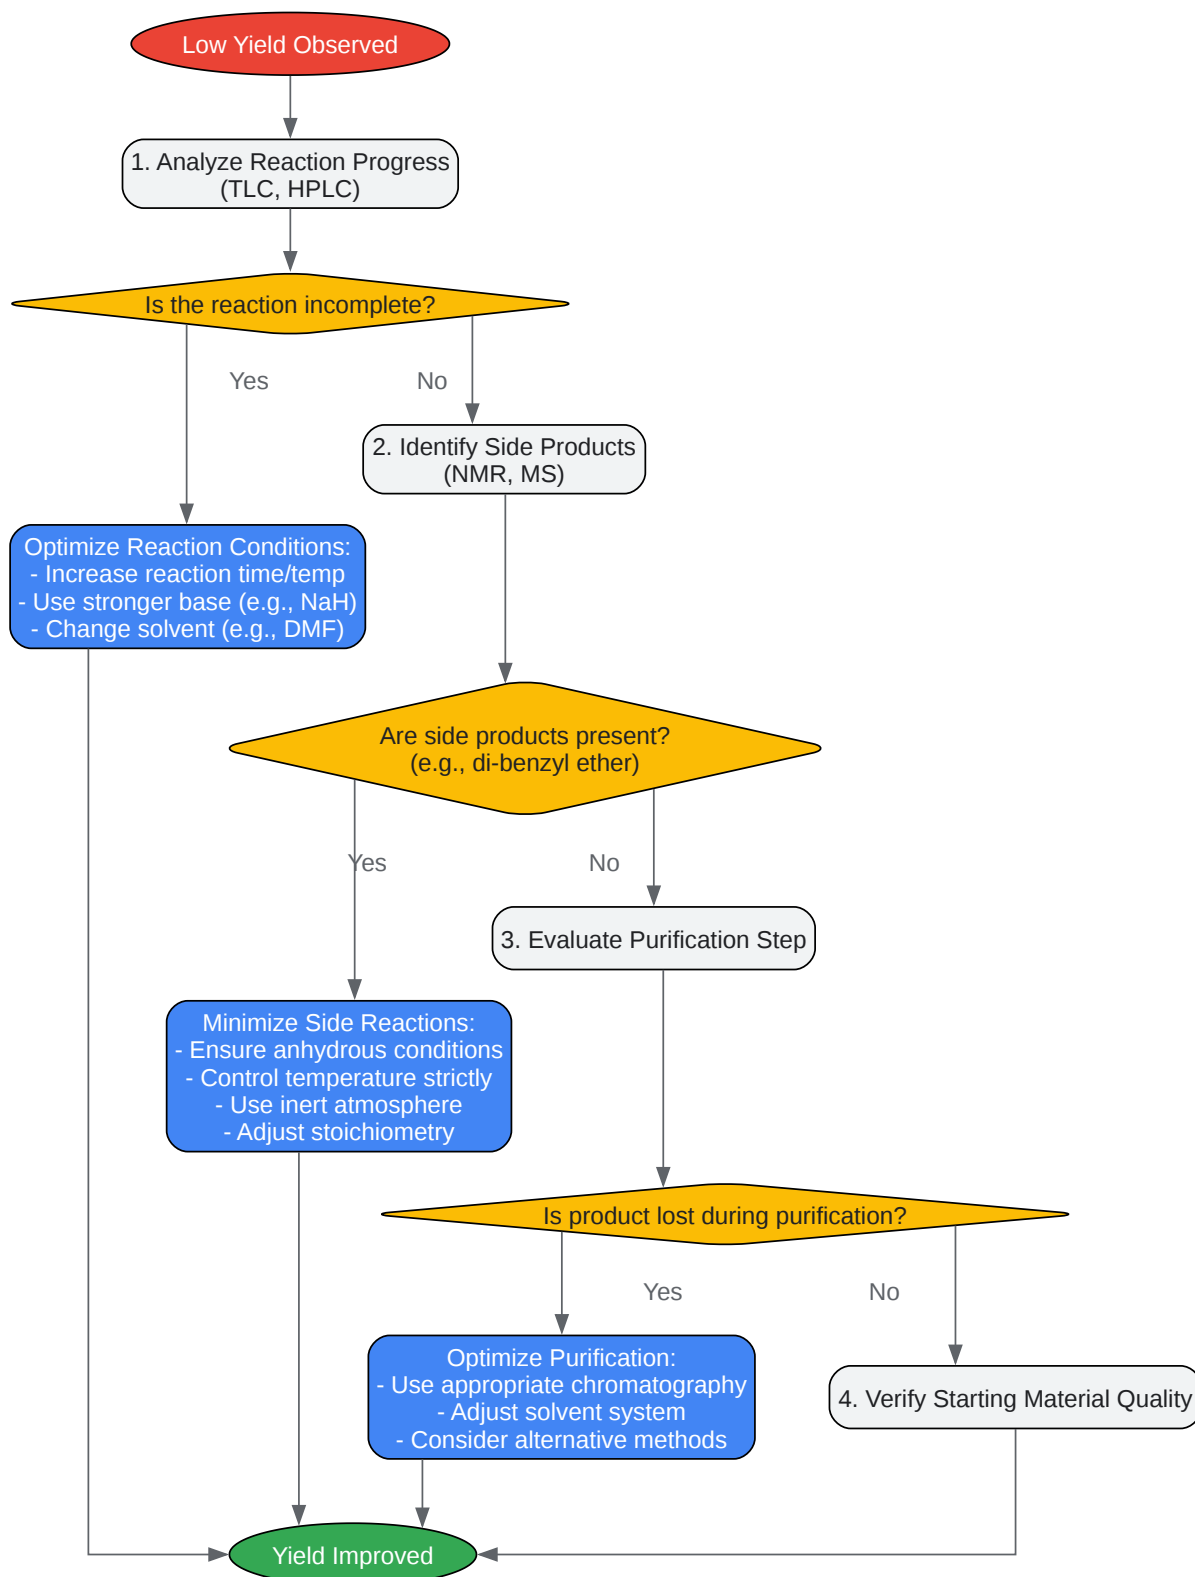 Low Yield Observed
1. Analyze Reaction Progress
(TLC, HPLC)
Is the reaction incomplete?
Yes
No
2. Identify Side Products
(NMR, MS)
Optimize Reaction Conditions:
- Increase reaction time/temp
- Use stronger base (e.g., NaH)
- Change solvent (e.g., DMF)
Are side products present?
(e.g., di-benzyl ether)
Yes
No
3. Evaluate Purification Step
Minimize Side Reactions:
- Ensure anhydrous conditions
- Control temperature strictly
- Use inert atmosphere
- Adjust stoichiometry
Is product lost during purification?
Yes
No
Optimize Purification:
- Use appropriate chromatography
- Adjust solvent system
- Consider alternative methods
4. Verify Starting Material Quality
Yield Improved